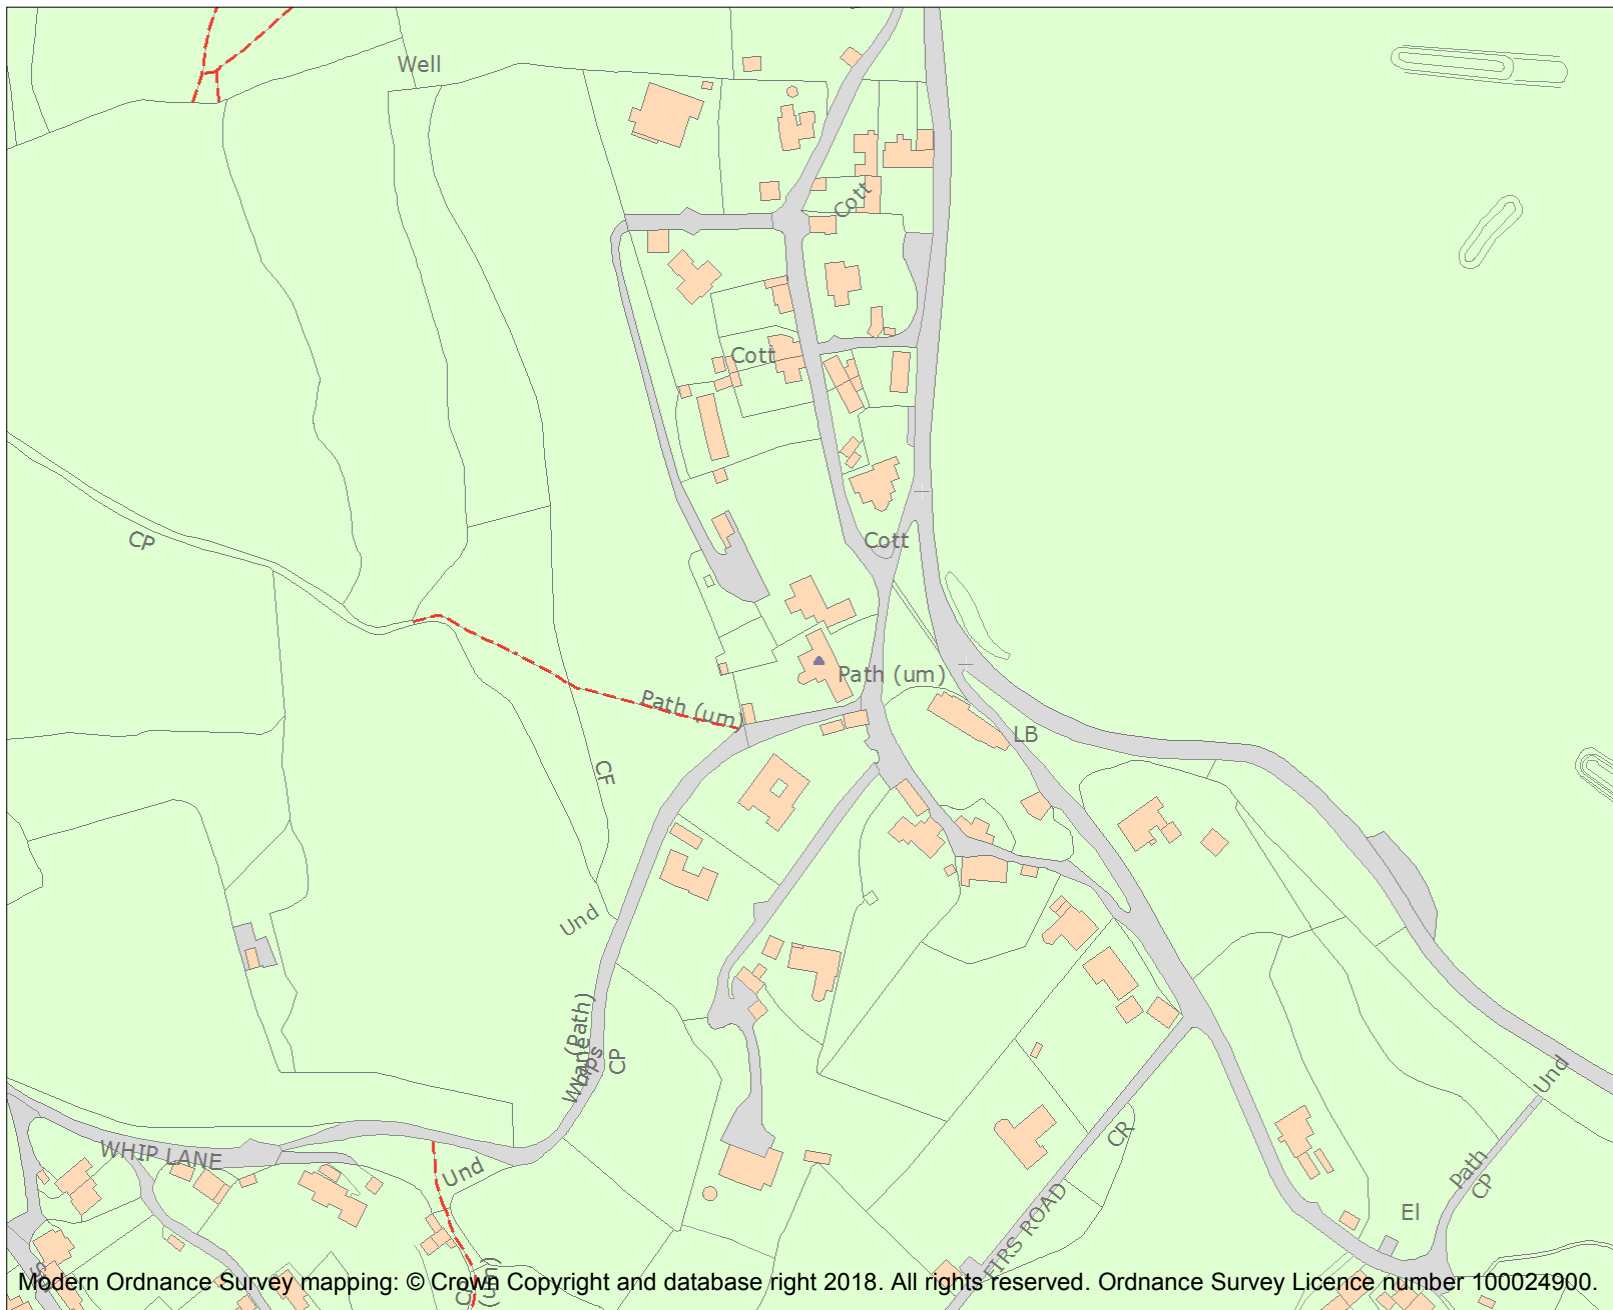 Well
Cott
Cott
CP
Cott
Path (um)
Path (um)
LB
CF
Und
(Path)
CP
Und
WHIP LANE
CR
Und
Path
CP
El
FIRS ROAD
(um)
Modern Ordnance Survey mapping: © Crown Copyright and database right 2018. All rights reserved. Ordnance Survey Licence number 100024900.